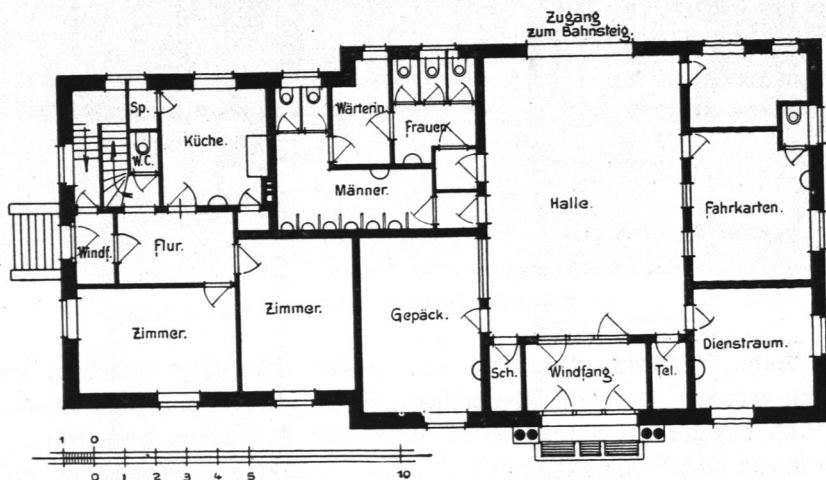 Zugang
zum Bahnsteig.
Sp.
Küche.
W.C.
Wärterin.
Frauen.
Männer.
Halle.
Fahrkarten.
Windf.
Flur.
Zimmer.
Zimmer.
Gepäck.
Sch.
Windfang.
Tel.
Dienstraum.
1 0
0 1 2 3 4 5 10